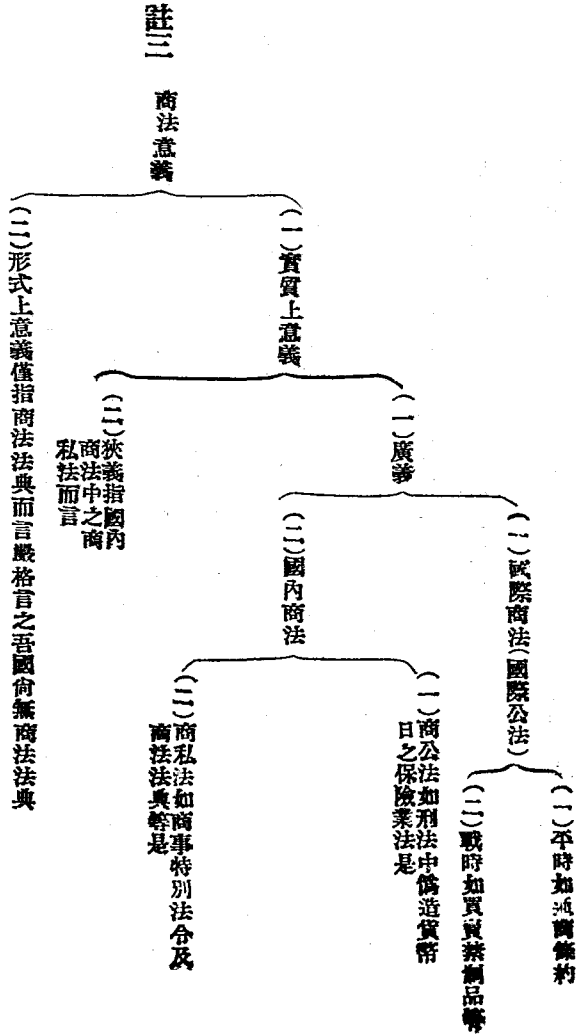 註三
商法意義
(一)實質上意義
(一)廣義
(一)國際商法(國際公法)
(一)平時如通商條約
(二)戰時如買賣禁制品等
(二)國內商法
(一)商公法如刑法中僞造貨幣
日之保險業法是
(二)商私法如商事特別法令及
商法法典等是
(二)狹義指國內
商法中之商
私法而言
(二)形式上意義僅指商法法典而言嚴格言之吾國尙無商法法典